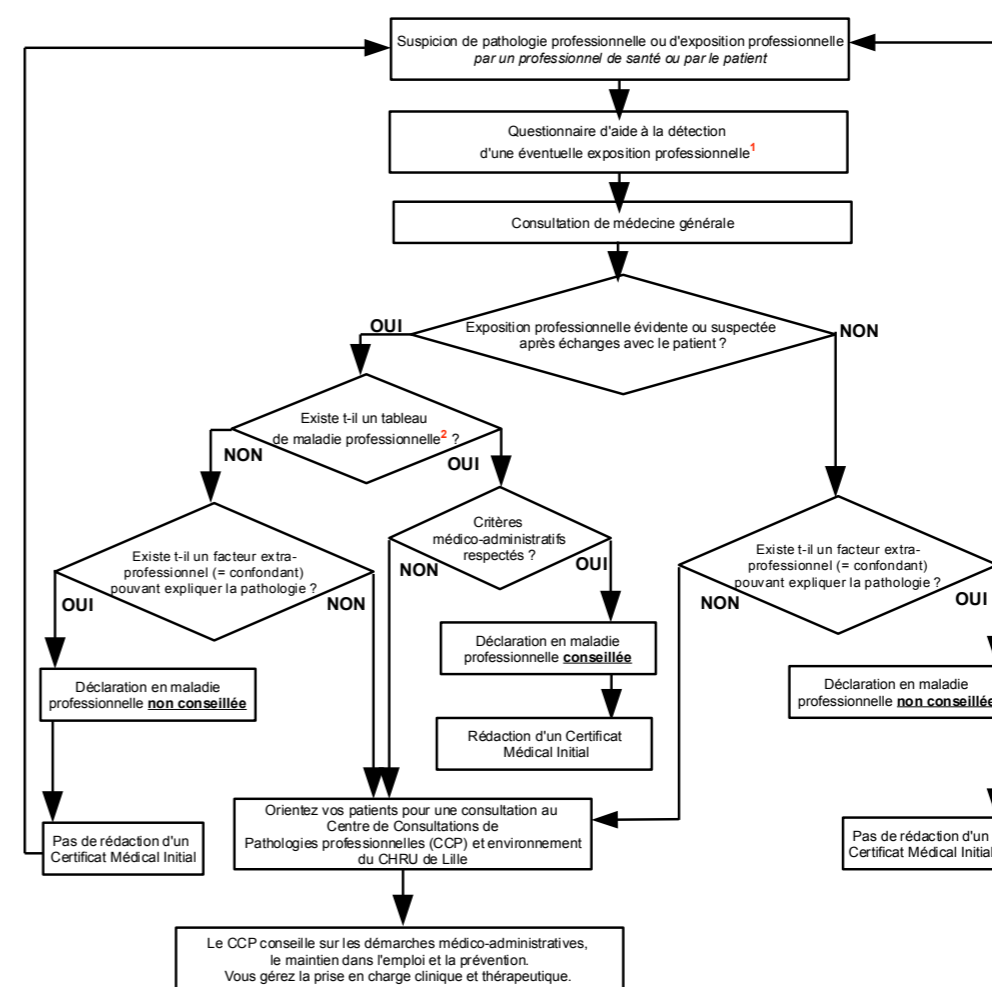 Suspicion de pathologie professionnelle ou d'exposition professionnelle
par un professionnel de santé ou par le patient
Questionnaire d'aide à la détection
d'une éventuelle exposition professionnelle1
Consultation de médecine générale
Exposition professionnelle évidente ou suspectée
après échanges avec le patient ?
OUI
NON
Existe t-il un tableau
de maladie professionnelle2 ?
NON
OUI
Existe t-il un facteur extra-
professionnel (= confondant)
pouvant expliquer la pathologie ?
OUI
NON
Critères
médico-administratifs
respectés ?
NON
OUI
Existe t-il un facteur extra-
professionnel (= confondant)
pouvant expliquer la pathologie ?
NON
OUI
Déclaration en maladie
professionnelle non conseillée
Déclaration en maladie
professionnelle conseillée
Déclaration en maladie
professionnelle non conseillée
Rédaction d'un Certificat
Médical Initial
Pas de rédaction d'un
Certificat Médical Initial
Orientez vos patients pour une consultation au
Centre de Consultations de
Pathologies professionnelles (CCP) et environnement
du CHRU de Lille
Pas de rédaction d'un
Certificat Médical Initial
Le CCP conseille sur les démarches médico-administratives,
le maintien dans l'emploi et la prévention.
Vous gérez la prise en charge clinique et thérapeutique.